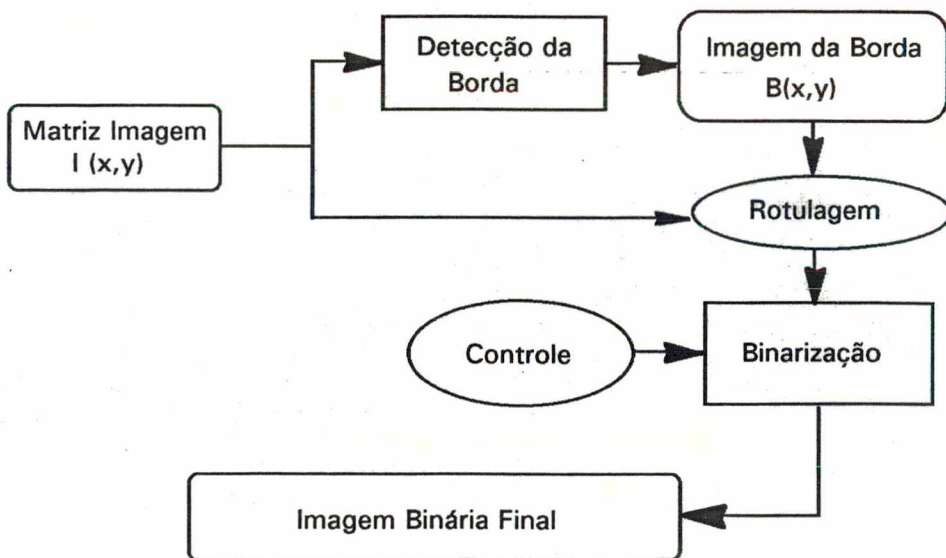 Detecção da
Borda
Imagem da Borda
B(x,y)
Matriz Imagem
I (x,y)
Rotulagem
Controle
Binarização
Imagem Binária Final